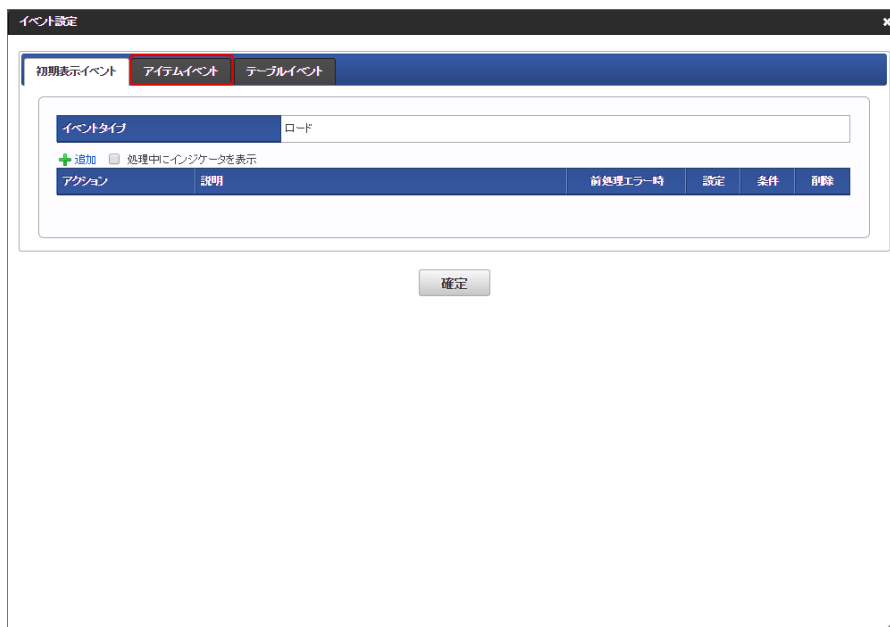 イベント設定
初期表示イベント アイテムイベント テーブルイベント
イベントタイプ ロード
追加 処理中にインジケータを表示
アクション 説明 前処理エラー時 設定 条件 削除
確定